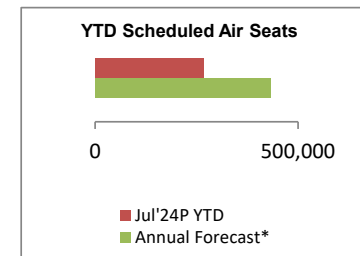 YTD Scheduled Air Seats
0 500,000
Jul'24P YTD
Annual Forecast*